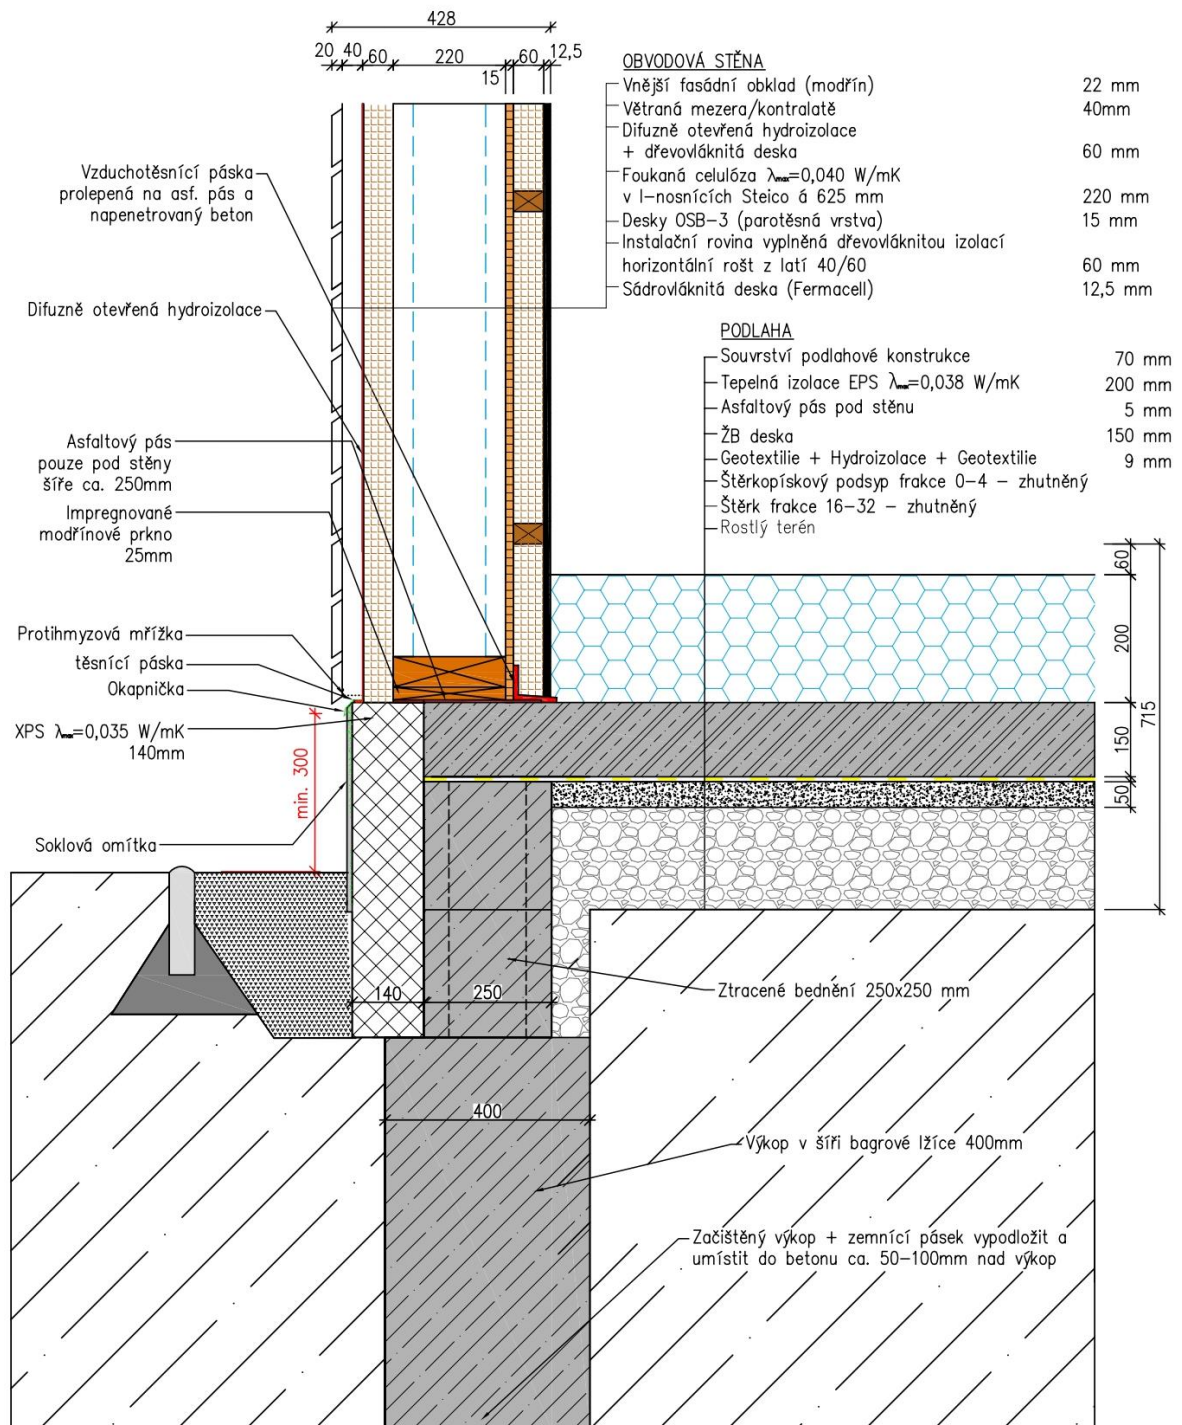 428
20 40 60 220 15 60 12,5
OBVODOVÁ STĚNA
Vnější fasádní obklad (modřín) 22 mm
Větraná mezera/kontralatě 40mm
Difuzně otevřená hydroizolace
+ dřevovláknitá deska 60 mm
Foukaná celulóza λmax=0,040 W/mK
v I-nosnících Steico á 625 mm 220 mm
Desky OSB-3 (parotěsná vrstva) 15 mm
Instalační rovina vyplněná dřevovláknitou izolací
horizontální rošt z latí 40/60 60 mm
Sádrovláknitá deska (Fermacell) 12,5 mm
PODLAHA
Souvrství podlahové konstrukce 70 mm
Tepelná izolace EPS λmax=0,038 W/mK 200 mm
Asfaltový pás pod stěnu 5 mm
ŽB deska 150 mm
Geotextilie + Hydroizolace + Geotextilie 9 mm
Štěrkopískový podsyp frakce 0-4 – zhutněný
Štěrk frakce 16-32 – zhutněný
Rostlý terén
Vzduchotěsnící páska
prolepená na asf. pás a
napenetrovaný beton
Difuzně otevřená hydroizolace
Asfaltový pás
pouze pod stěny
šíře ca. 250mm
Impregnované
modřínové prkno
25mm
Protihmyzová mřížka
těsnící páska
Okapnička
XPS λmax=0,035 W/mK
140mm
min. 300
Soklová omítka
60
200
150
50
715
140 250
Ztracené bednění 250x250 mm
400
Výkop v šíři bagrové lžíce 400mm
Začištěný výkop + zemnící pásek vypodložit a
umístit do betonu ca. 50-100mm nad výkop